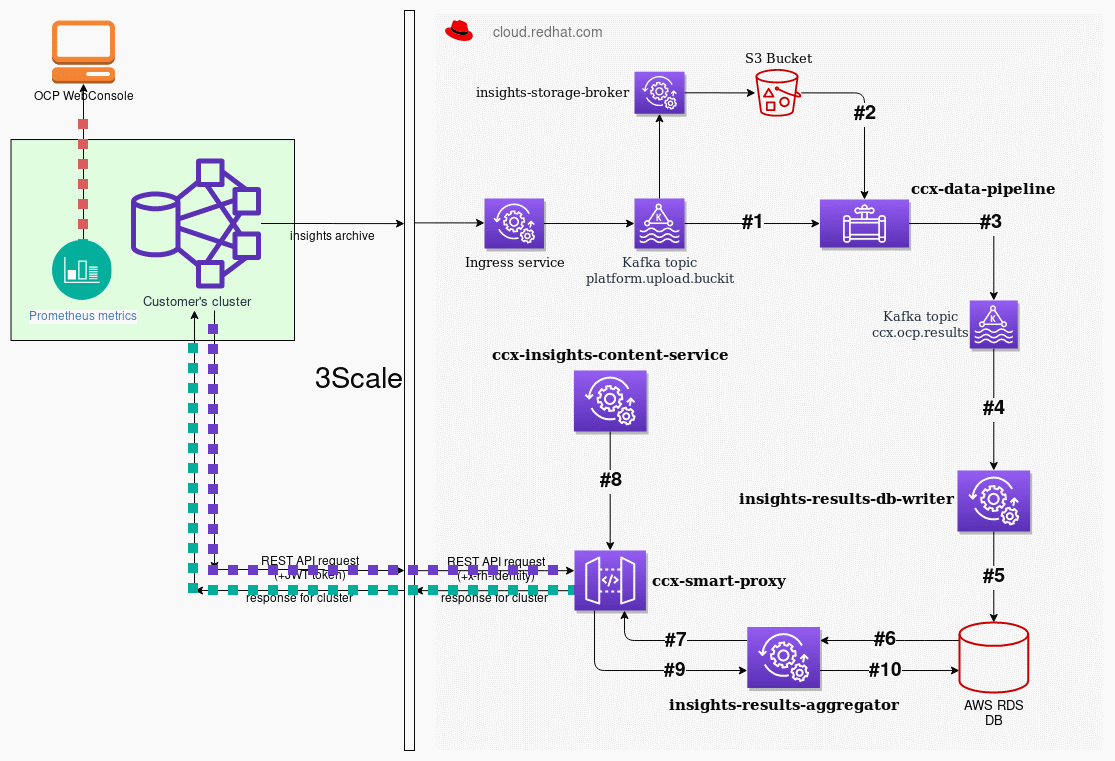 cloud.redhat.com
S3 Bucket
OCP WebConsole
insights-storage-broker
#2
ccx-data-pipeline
#1
#3
insights archive
Ingress service
Kafka topic
platform.upload.buckit
Customer's cluster
Prometheus metrics
Kafka topic
ccx.ocp.results
ccx-insights-content-service
3Scale
#4
#8
insights-results-db-writer
REST API request
(+JWT token)
REST API request
(+x-rh-identity)
ccx-smart-proxy
#5
response for cluster
response for cluster
#7
#6
#9
#10
insights-results-aggregator
AWS RDS
DB
K
K